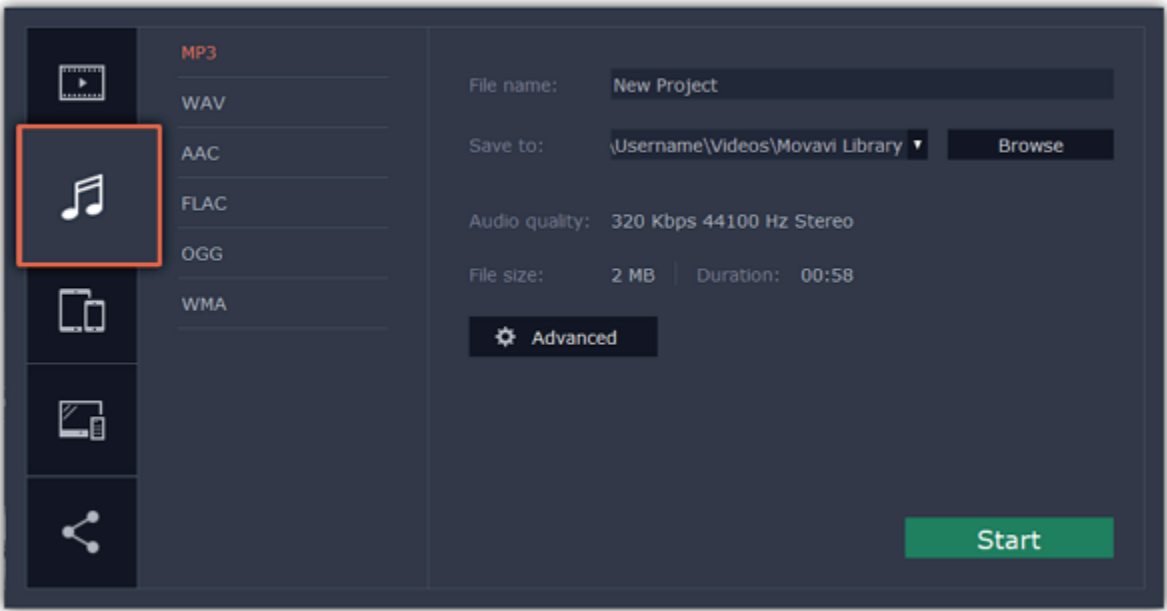 MP3
WAV
AAC
FLAC
OGG
WMA
File name: New Project
Save to: \Username\Videos\Movavi Library Browse
Audio quality: 320 Kbps 44100 Hz Stereo
File size: 2 MB Duration: 00:58
Advanced
Start